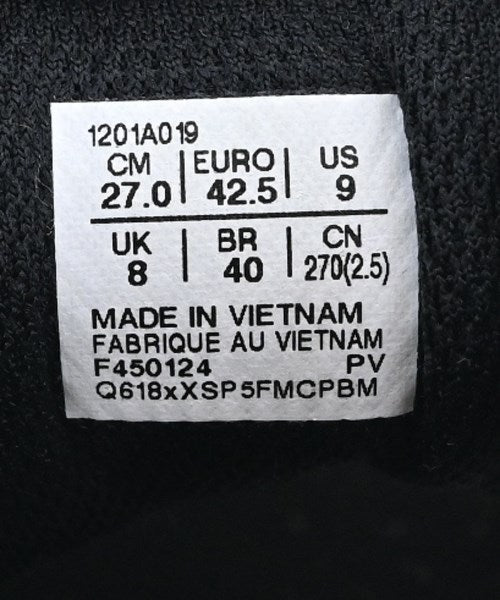 1201A019
CM | EURO | US
27.0 | 42.5 | 9
UK | BR | CN
8 | 40 | 270(2.5)
MADE IN VIETNAM
FABRIQUE AU VIETNAM
F450124 PV
Q618xXSP5FMCPBM